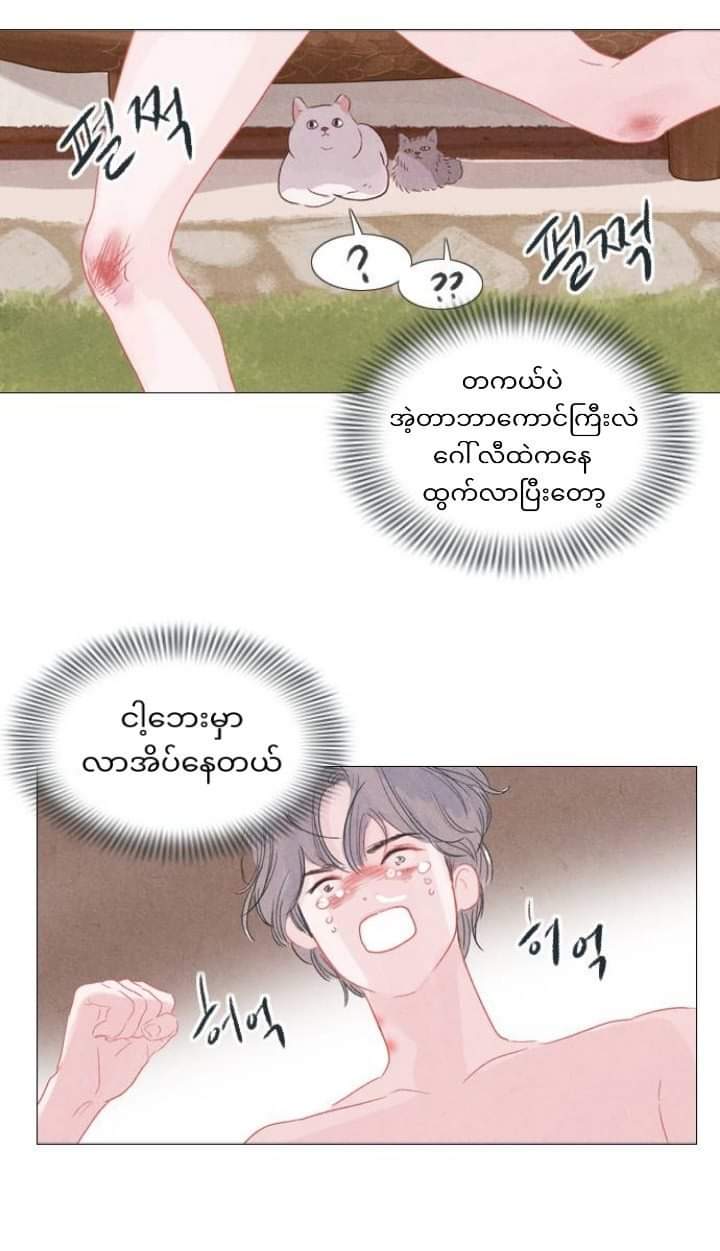 펄쩍
?
??
펄쩍
တကယ်ပဲ
အဲ့တာဘာကောင်ကြီးလဲ
ဂေါ်လီထဲကနေ
ထွက်လာပြီးတော့
ငါ့ဘေးမှာ
လာအိပ်နေတယ်
허억
허억